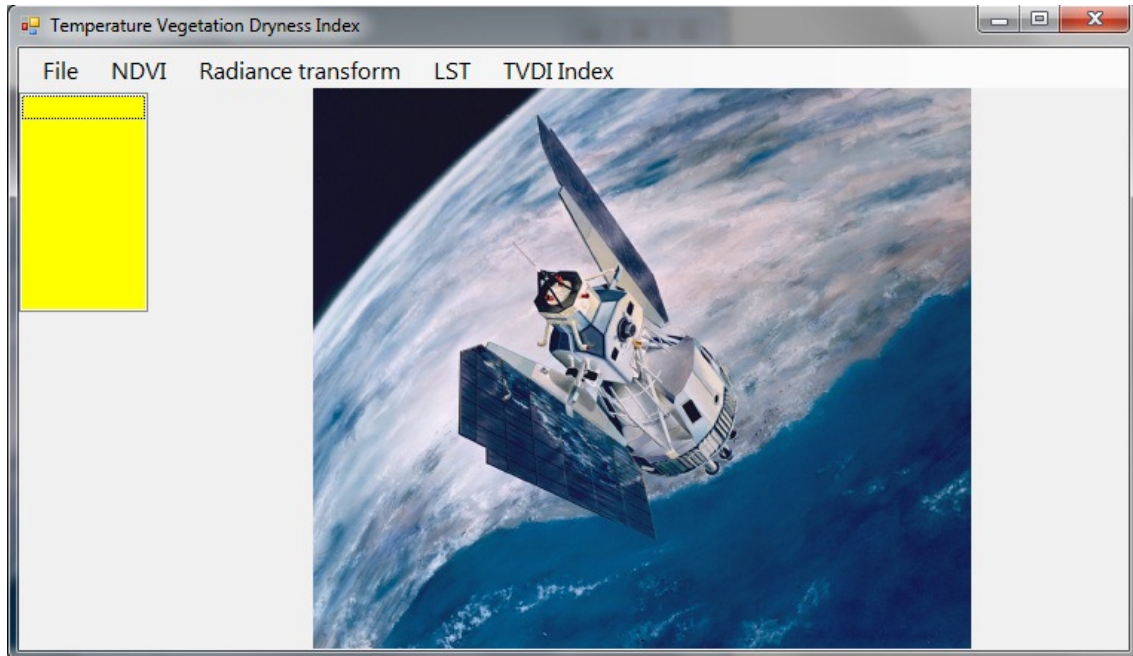 Temperature Vegetation Dryness Index
File NDVI Radiance transform LST TVDI Index